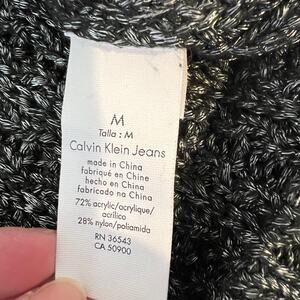 M
Talla : M
Calvin Klein Jeans
made in China
fabriqué en Chine
hecho en China
fabricado na China
72% acrylic/acrylique/
acrílico
28% nylon/poliamida
RN 36543
CA 50900